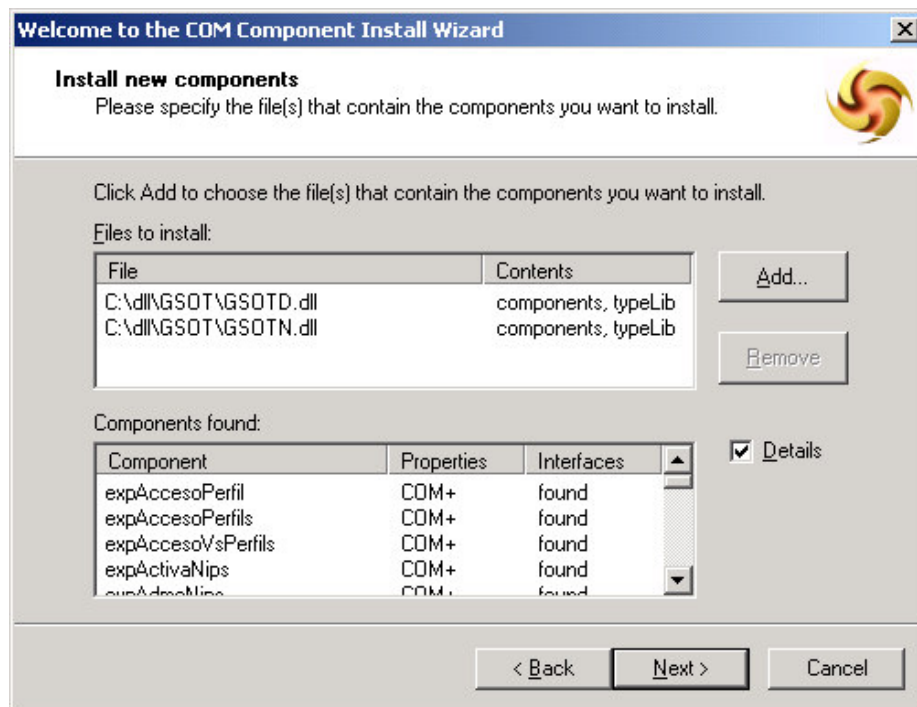 Welcome to the COM Component Install Wizard
Install new components
Please specify the file(s) that contain the components you want to install.
Click Add to choose the file(s) that contain the components you want to install.
Files to install:
File Contents
C:\dll\GSOT\GSOTD.dll components, typeLib
C:\dll\GSOT\GSOTN.dll components, typeLib
Add...
Remove
Components found:
Component Properties Interfaces
Details
expAccesoPerfil COM+ found
expAccesoPerfils COM+ found
expAccesoVsPerfils COM+ found
expActivaNips COM+ found
COM+ found
< Back Next > Cancel